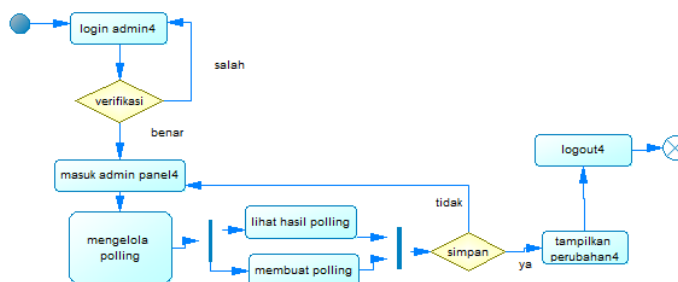 login admin4
salah
verifikasi
benar
masuk admin panel4
mengelola
polling
lihat hasil polling
membuat polling
tidak
simpan
ya
tampilkan
perubahan4
logout4